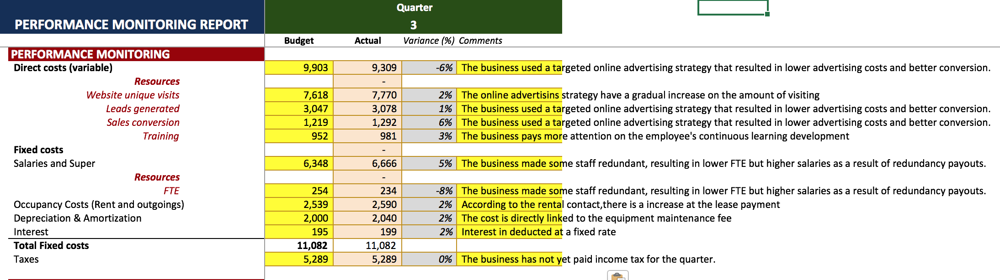 Quarter
PERFORMANCE MONITORING REPORT 3
Budget Actual Variance (%) Comments
PERFORMANCE MONITORING
Direct costs (variable) 9,903 9,309 -6% The business used a targeted online advertising strategy that resulted in lower advertising costs and better conversion.
Resources -
Website unique visits 7,618 7,770 2% The online advertisins strategy have a gradual increase on the amount of visiting
Leads generated 3,047 3,078 1% The business used a targeted online advertising strategy that resulted in lower advertising costs and better conversion.
Sales conversion 1,219 1,292 6% The business used a targeted online advertising strategy that resulted in lower advertising costs and better conversion.
Training 952 981 3% The business pays more attention on the employee's continuous learning development
Fixed costs -
Salaries and Super 6,348 6,666 5% The business made some staff redundant, resulting in lower FTE but higher salaries as a result of redundancy payouts.
Resources -
FTE 254 234 -8% The business made some staff redundant, resulting in lower FTE but higher salaries as a result of redundancy payouts.
Occupancy Costs (Rent and outgoings) 2,539 2,590 2% According to the rental contact,there is a increase at the lease payment
Depreciation & Amortization 2,000 2,040 2% The cost is directly linked to the equipment maintenance fee
Interest 195 199 2% Interest in deducted at a fixed rate
Total Fixed costs 11,082 11,082
Taxes 5,289 5,289 0% The business has not yet paid income tax for the quarter.